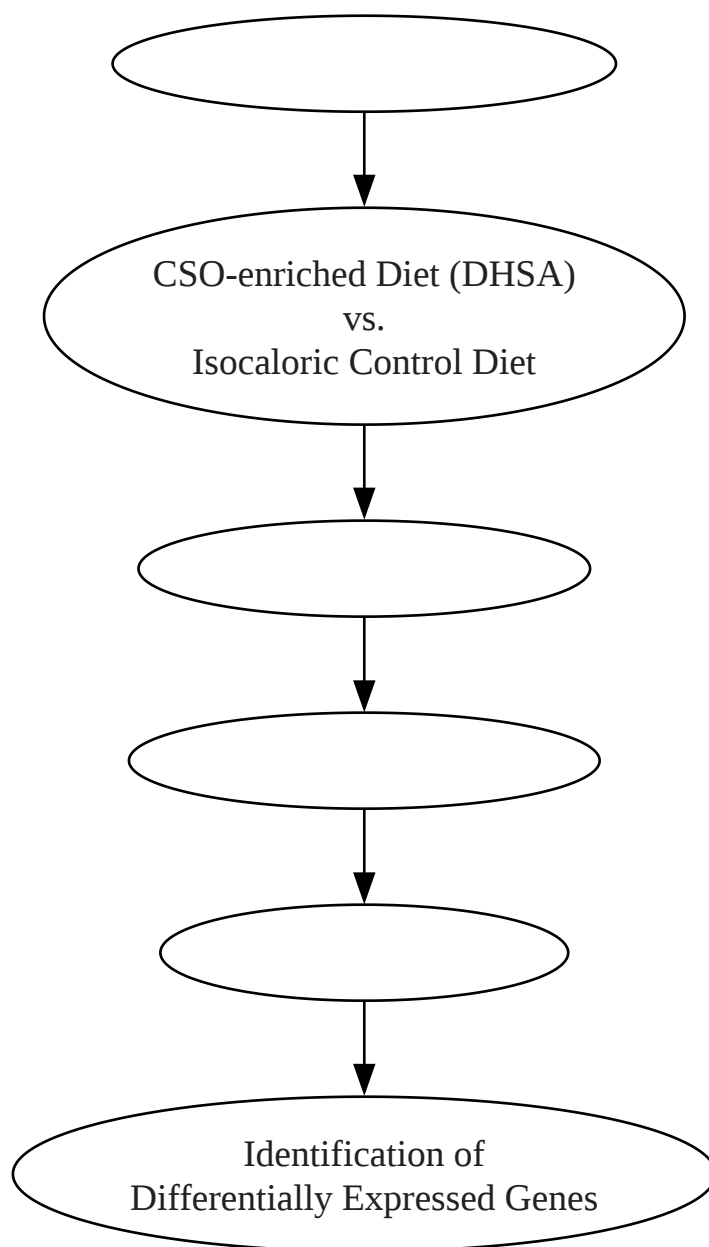 CSO-enriched Diet (DHSA)
vs.
Isocaloric Control Diet
Identification of
Differentially Expressed Genes